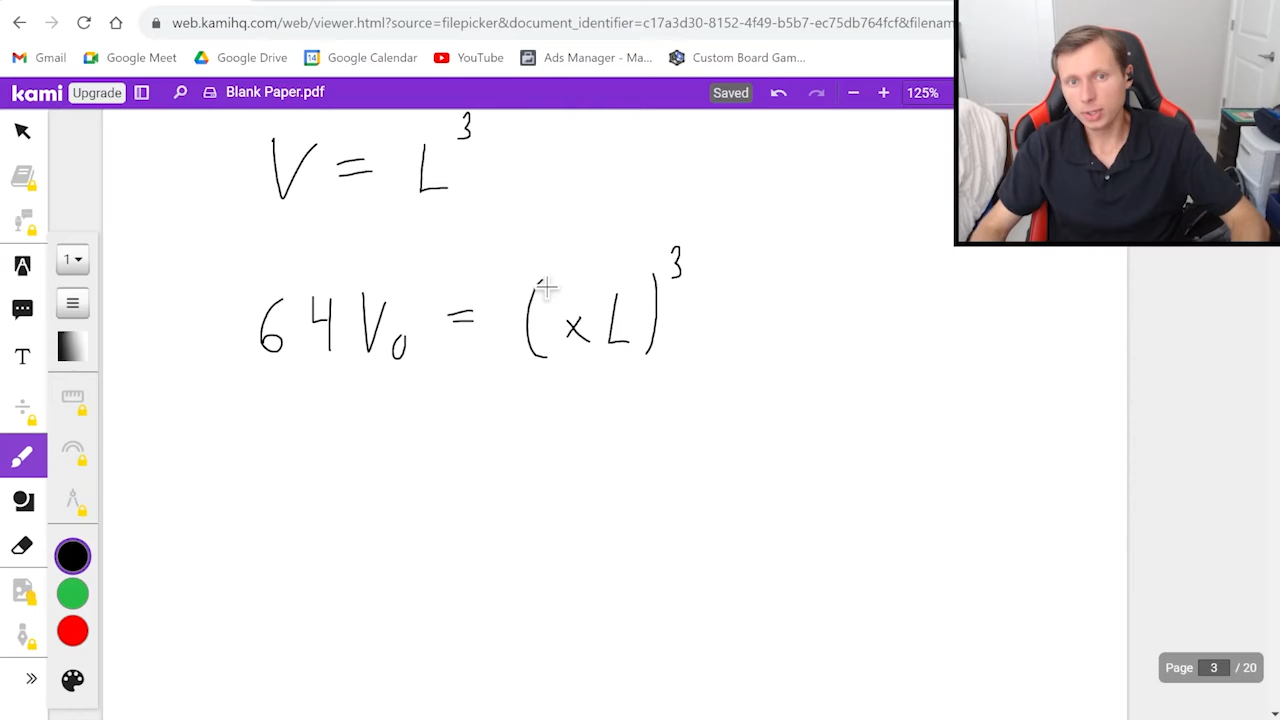 web.kamihq.com/web/viewer.html?source=filepicker&document_identifier=c17a3d30-8152-4f49-b5b7-ec75db764fcf&filenam
Gmail Google Meet Google Drive 14 Google Calendar YouTube Ads Manager - Ma... Custom Board Gam...
kami Upgrade Blank Paper.pdf Saved 125%
V = L³
64 V₀ = (x L)³
A
T
1
Page 3 / 20